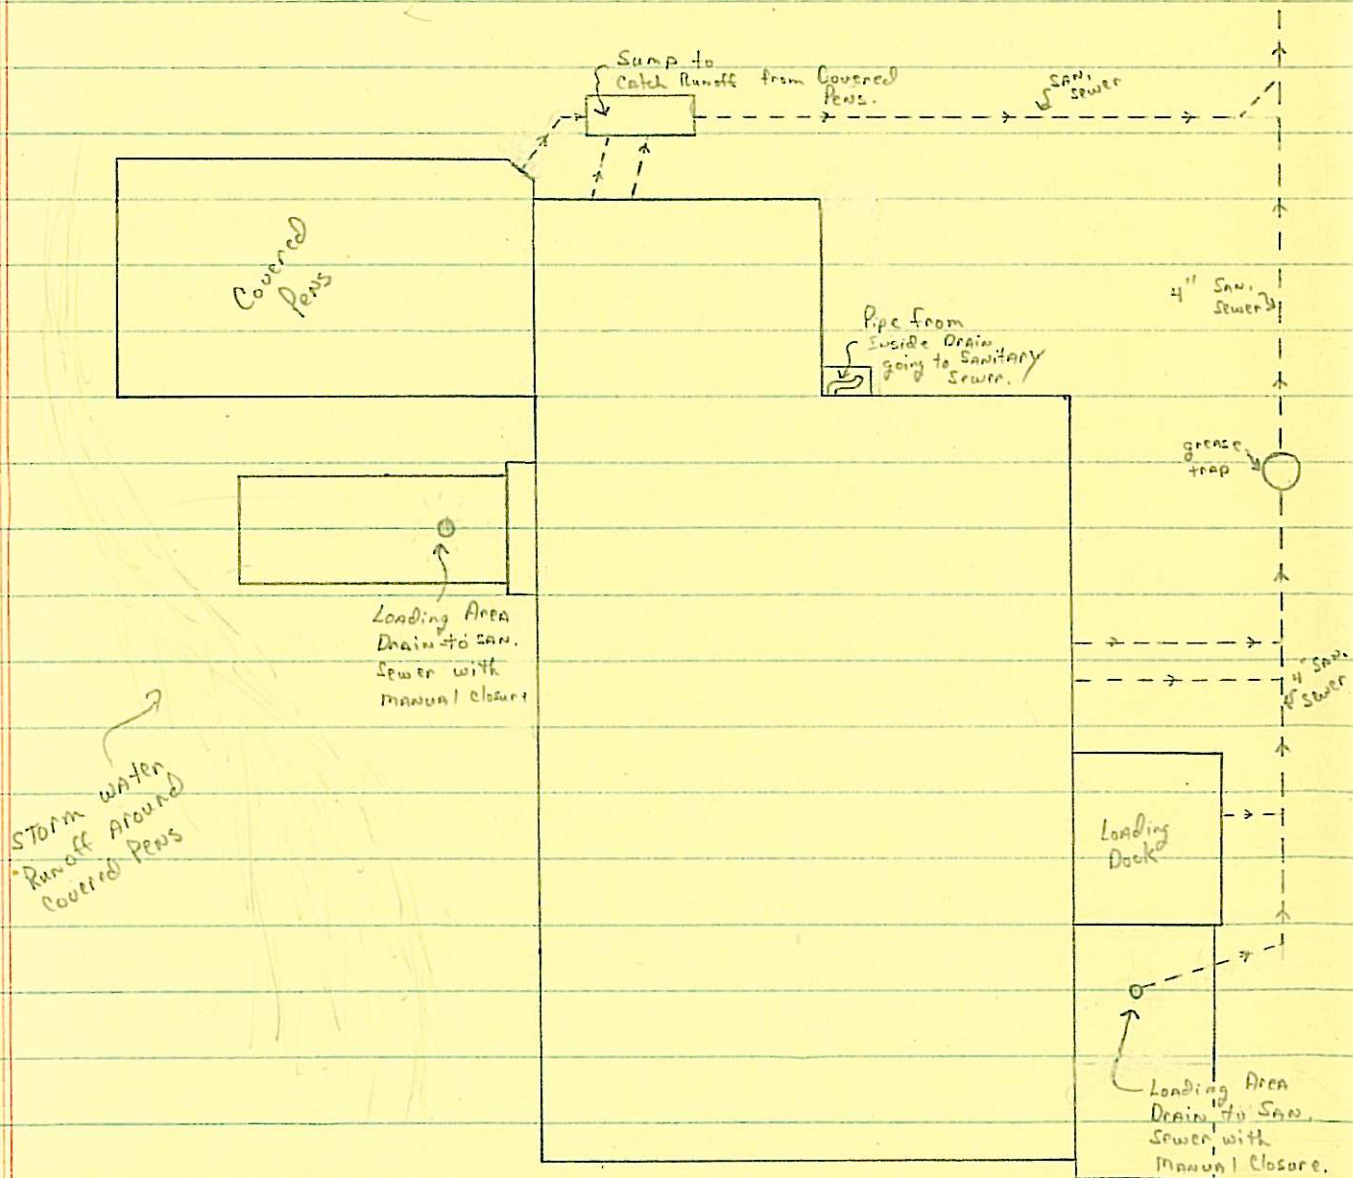 Sump to
Catch Runoff from Covered
Pens.
SAN.
Sewer
Covered
Pens
4" SAN.
Sewer
Pipe from
Inside Drain
going to Sanitary
Sewer.
grease
trap
Loading Area
Drain to SAN.
Sewer with
MANUAL Closure
4" SAN.
Sewer
STORM WATER
Runoff AROUND
Covered Pens
Loading
Dock
Loading Area
Drain to SAN.
Sewer with
MANUAL Closure.